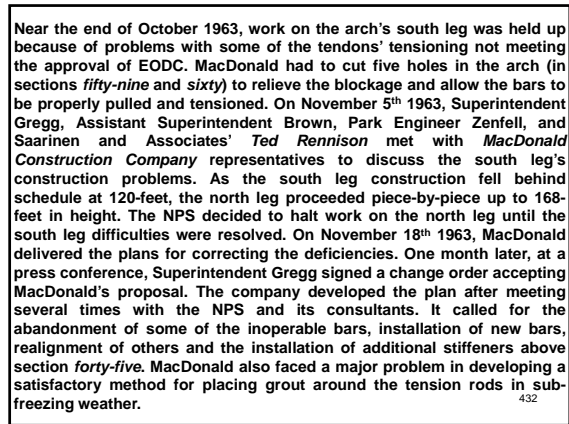 Near the end of October 1963, work on the arch's south leg was held up
because of problems with some of the tendons' tensioning not meeting
the approval of EODC. MacDonald had to cut five holes in the arch (in
sections fifty-nine and sixty) to relieve the blockage and allow the bars to
be properly pulled and tensioned. On November 5th 1963, Superintendent
Gregg, Assistant Superintendent Brown, Park Engineer Zenfell, and
Saarinen and Associates' Ted Rennison met with MacDonald
Construction Company representatives to discuss the south leg's
construction problems. As the south leg construction fell behind
schedule at 120-feet, the north leg proceeded piece-by-piece up to 168-
feet in height. The NPS decided to halt work on the north leg until the
south leg difficulties were resolved. On November 18th 1963, MacDonald
delivered the plans for correcting the deficiencies. One month later, at a
press conference, Superintendent Gregg signed a change order accepting
MacDonald's proposal. The company developed the plan after meeting
several times with the NPS and its consultants. It called for the
abandonment of some of the inoperable bars, installation of new bars,
realignment of others and the installation of additional stiffeners above
section forty-five. MacDonald also faced a major problem in developing a
satisfactory method for placing grout around the tension rods in sub-
freezing weather.
432